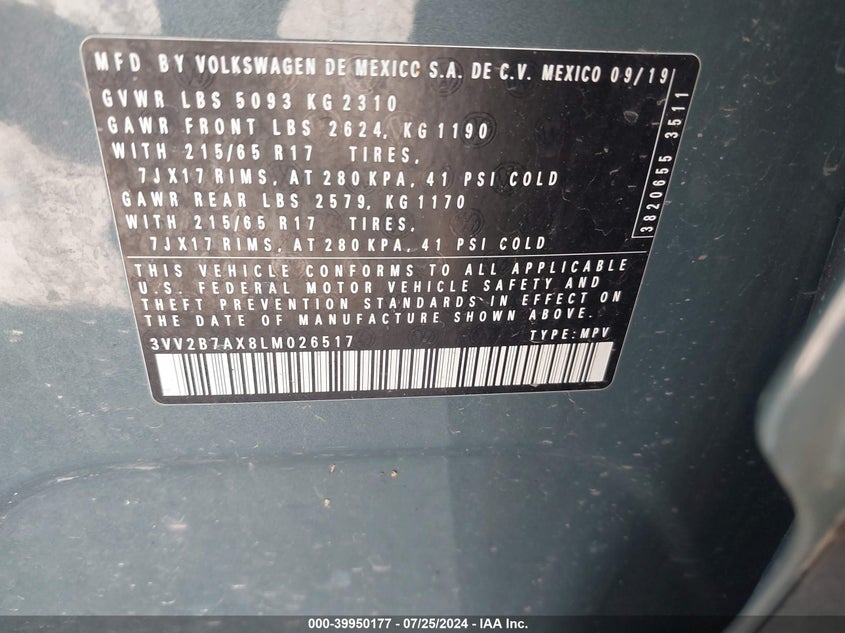 MFD BY VOLKSWAGEN DE MEXICO S.A. DE C.V. MEXICO 09/19
GVWR LBS 5093 KG 2310
GAWR FRONT LBS 2624, KG 1190
WITH 215/65 R17 TIRES,
7JX17 RIMS, AT 280 KPA, 41 PSI COLD
GAWR REAR LBS 2579, KG 1170
WITH 215/65 R17 TIRES,
7JX17 RIMS, AT 280 KPA, 41 PSI COLD
3820655 3511
THIS VEHICLE CONFORMS TO ALL APPLICABLE
U.S. FEDERAL MOTOR VEHICLE SAFETY AND
THEFT PREVENTION STANDARDS IN EFFECT ON
THE DATE OF MANUFACTURE SHOWN ABOVE.
3VV2B7AX8LM026517 TYPE: MPV
000-39950177 - 07/25/2024 - IAA Inc.